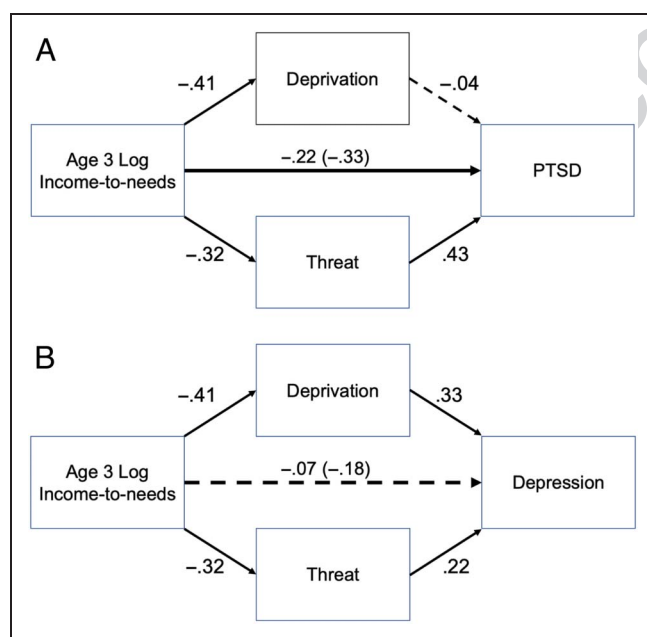 A
–.41
Deprivation
–.04
Age 3 Log
Income-to-needs
–.22 (–.33)
PTSD
–.32
Threat
.43
B
–.41
Deprivation
.33
Age 3 Log
Income-to-needs
–.07 (–.18)
Depression
–.32
Threat
.22